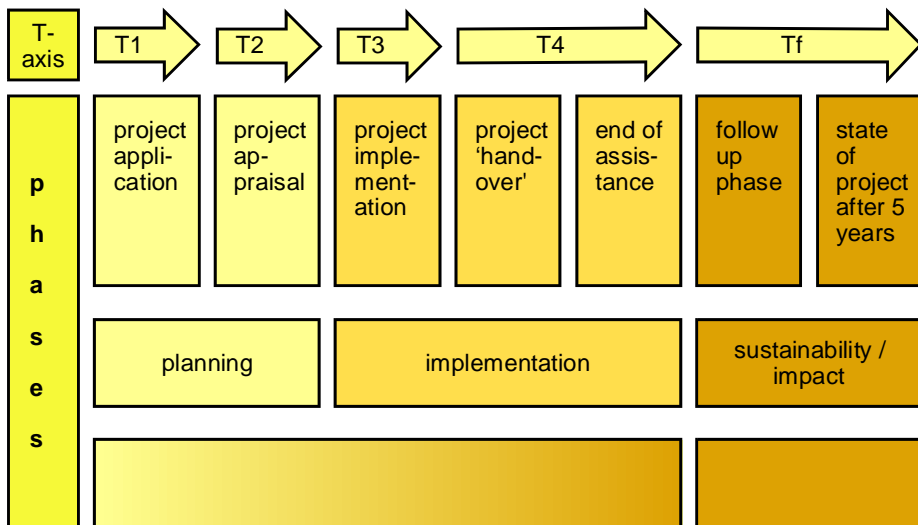 T-
axis
T1
T2
T3
T4
Tf
p
h
a
s
e
s
project
appli-
cation
project
ap-
praisal
project
imple-
ment-
ation
project
‘hand-
over'
end of
assis-
tance
follow
up
phase
state
of
project
after 5
years
planning
implementation
sustainability /
impact